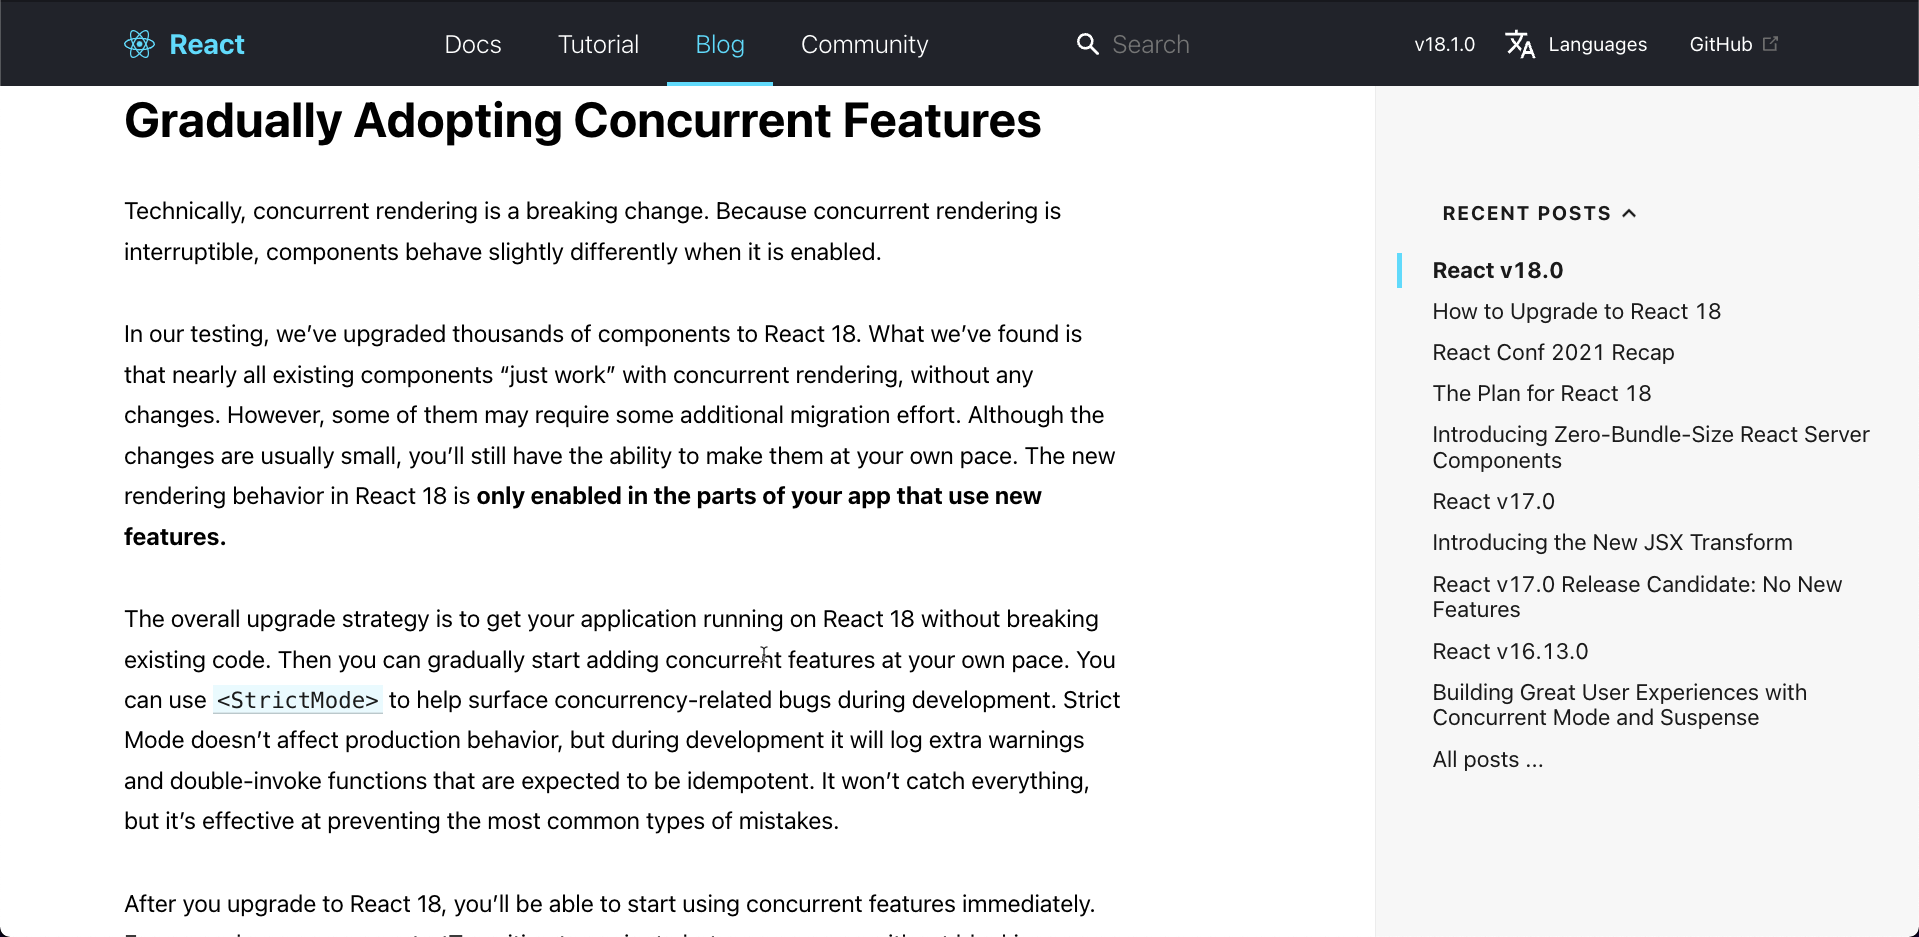 React
Docs
Tutorial
Blog
Community
Search
v18.1.0
Languages
GitHub
Gradually Adopting Concurrent Features
Technically, concurrent rendering is a breaking change. Because concurrent rendering is
interruptible, components behave slightly differently when it is enabled.
In our testing, we’ve upgraded thousands of components to React 18. What we’ve found is
that nearly all existing components “just work” with concurrent rendering, without any
changes. However, some of them may require some additional migration effort. Although the
changes are usually small, you’ll still have the ability to make them at your own pace. The new
rendering behavior in React 18 is only enabled in the parts of your app that use new
features.
The overall upgrade strategy is to get your application running on React 18 without breaking
existing code. Then you can gradually start adding concurrent features at your own pace. You
can use <StrictMode> to help surface concurrency-related bugs during development. Strict
Mode doesn’t affect production behavior, but during development it will log extra warnings
and double-invoke functions that are expected to be idempotent. It won’t catch everything,
but it’s effective at preventing the most common types of mistakes.
After you upgrade to React 18, you’ll be able to start using concurrent features immediately.
RECENT POSTS
React v18.0
How to Upgrade to React 18
React Conf 2021 Recap
The Plan for React 18
Introducing Zero-Bundle-Size React Server
Components
React v17.0
Introducing the New JSX Transform
React v17.0 Release Candidate: No New
Features
React v16.13.0
Building Great User Experiences with
Concurrent Mode and Suspense
All posts ...